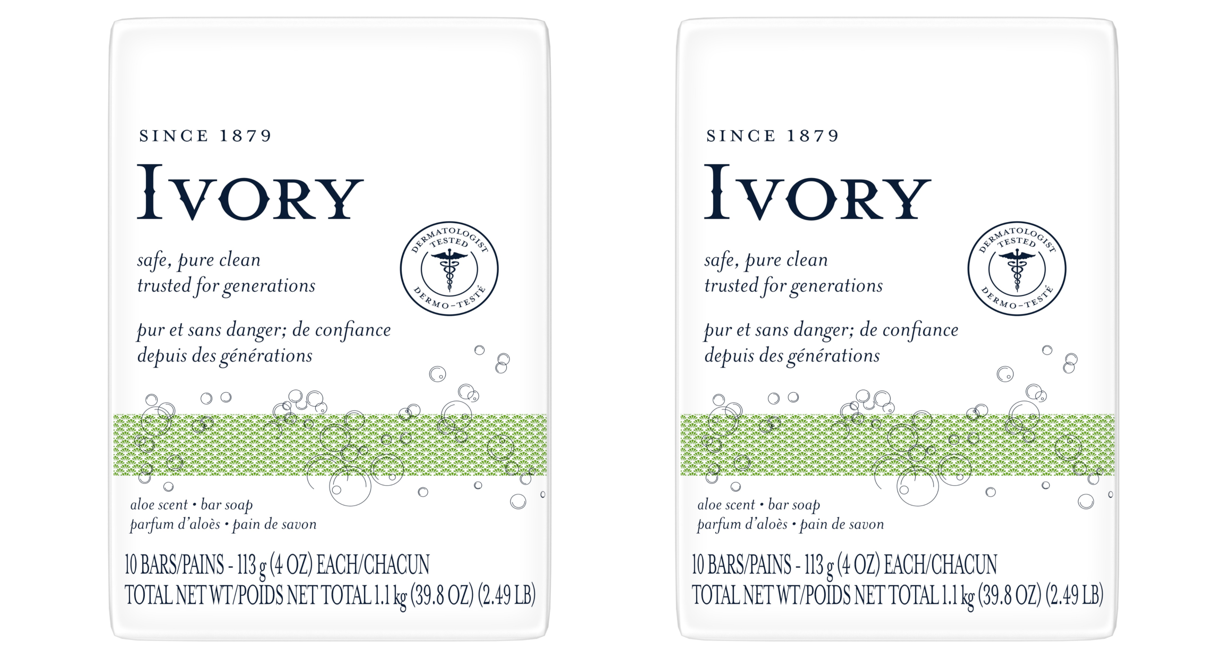 SINCE 1879
IVORY
safe, pure clean
trusted for generations
DERMATOLOGIST
TESTED
DERMO-TESTÉ
pur et sans danger; de confiance
depuis des générations
aloe scent • bar soap
parfum d'aloès • pain de savon
10 BARS/PAINS - 113 g (4 OZ) EACH/CHACUN
TOTAL NET WT/POIDS NET TOTAL 1.1 kg (39.8 OZ) (2.49 LB)
SINCE 1879
IVORY
safe, pure clean
trusted for generations
DERMATOLOGIST
TESTED
DERMO-TESTÉ
pur et sans danger; de confiance
depuis des générations
aloe scent • bar soap
parfum d'aloès • pain de savon
10 BARS/PAINS - 113 g (4 OZ) EACH/CHACUN
TOTAL NET WT/POIDS NET TOTAL 1.1 kg (39.8 OZ) (2.49 LB)